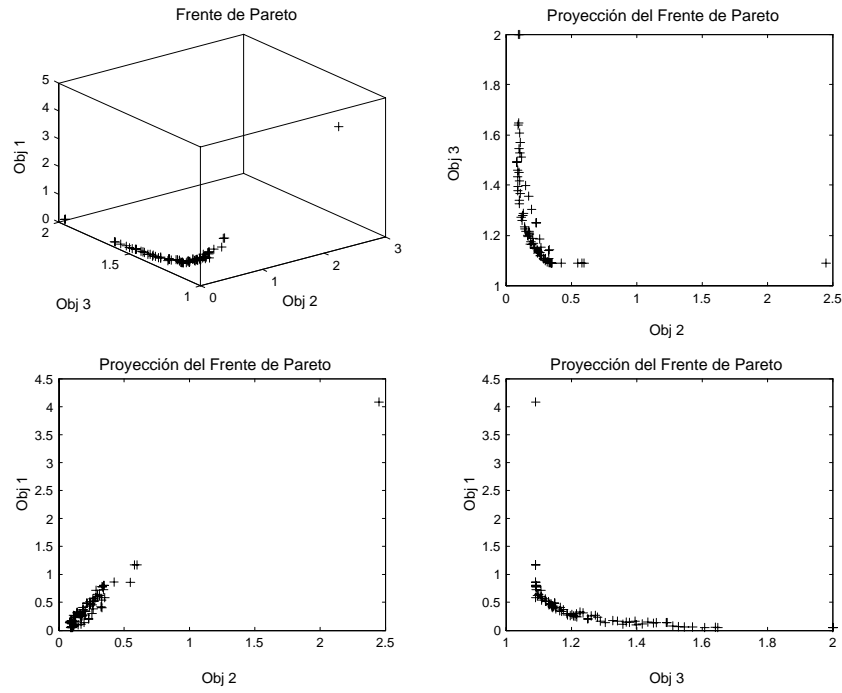 Frente de Pareto
5
4
3
2
1
0
Obj 1
2
1.5
1
Obj 3
0
1
2
3
Obj 2
Proyección del Frente de Pareto
2
1.8
1.6
1.4
1.2
1
Obj 3
0 0.5 1 1.5 2 2.5
Obj 2
Proyección del Frente de Pareto
4.5
4
3.5
3
2.5
2
1.5
1
0.5
0
Obj 1
0 0.5 1 1.5 2 2.5
Obj 2
Proyección del Frente de Pareto
4.5
4
3.5
3
2.5
2
1.5
1
0.5
0
Obj 1
1 1.2 1.4 1.6 1.8 2
Obj 3